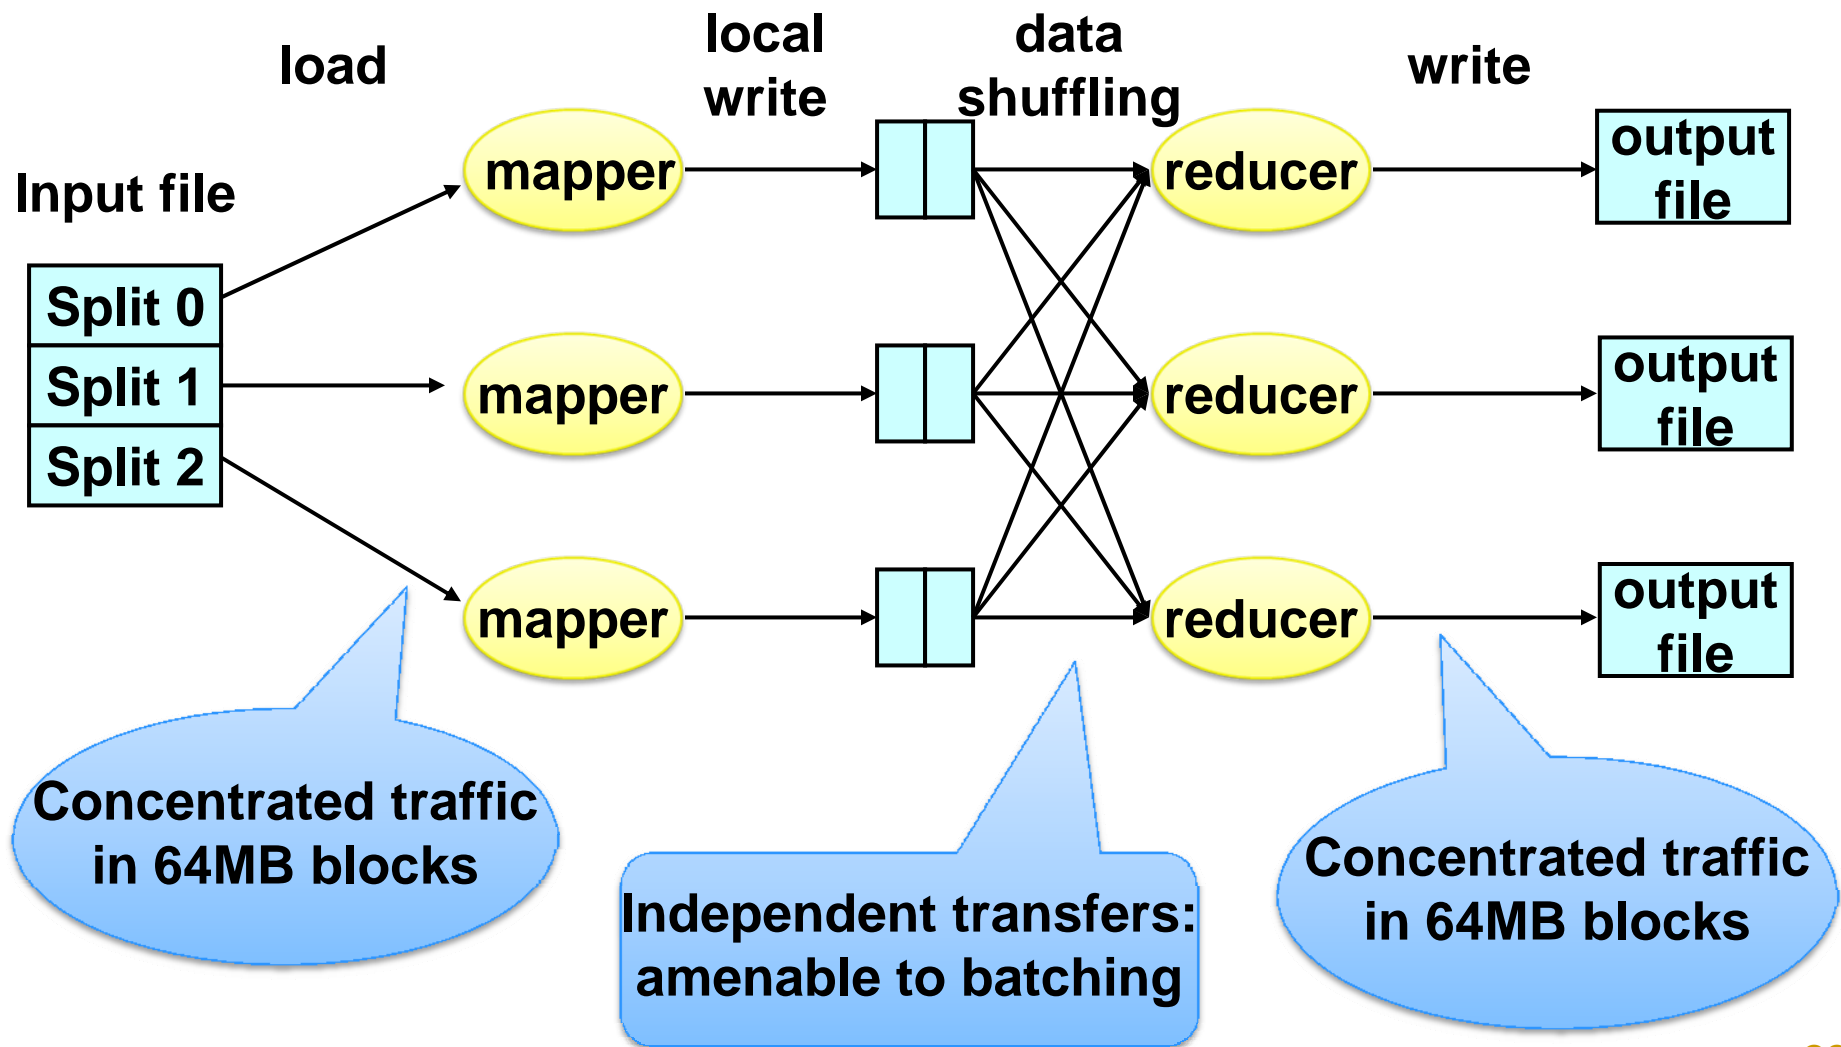 load
local
write
data
shuffling
write
Input file
Split 0
Split 1
Split 2
mapper
reducer
output
file
mapper
reducer
output
file
mapper
reducer
output
file
Concentrated traffic
in 64MB blocks
Independent transfers:
amenable to batching
Concentrated traffic
in 64MB blocks